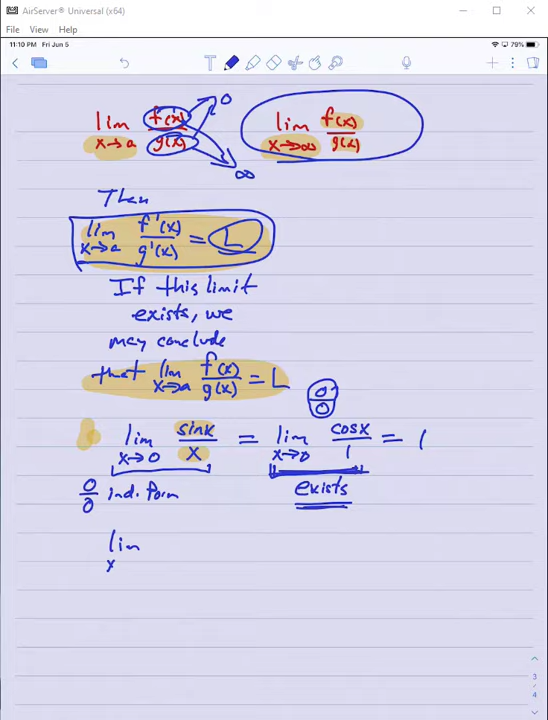 AirServer® Universal (x64)
File View Help
11:10 PM Fri Jun 5 79%
T
lim x→a f(x)/g(x) 0 ∞ lim x→∞ f(x)/g(x)
Then
lim x→a f'(x)/g'(x) = L
If this limit
exists, we
may conclude
that lim x→a f(x)/g(x) = L
0/0
lim x→0 sinx/x = lim x→0 cosx/1 = 1
0/0 ind. form exists
lim
x
3
4